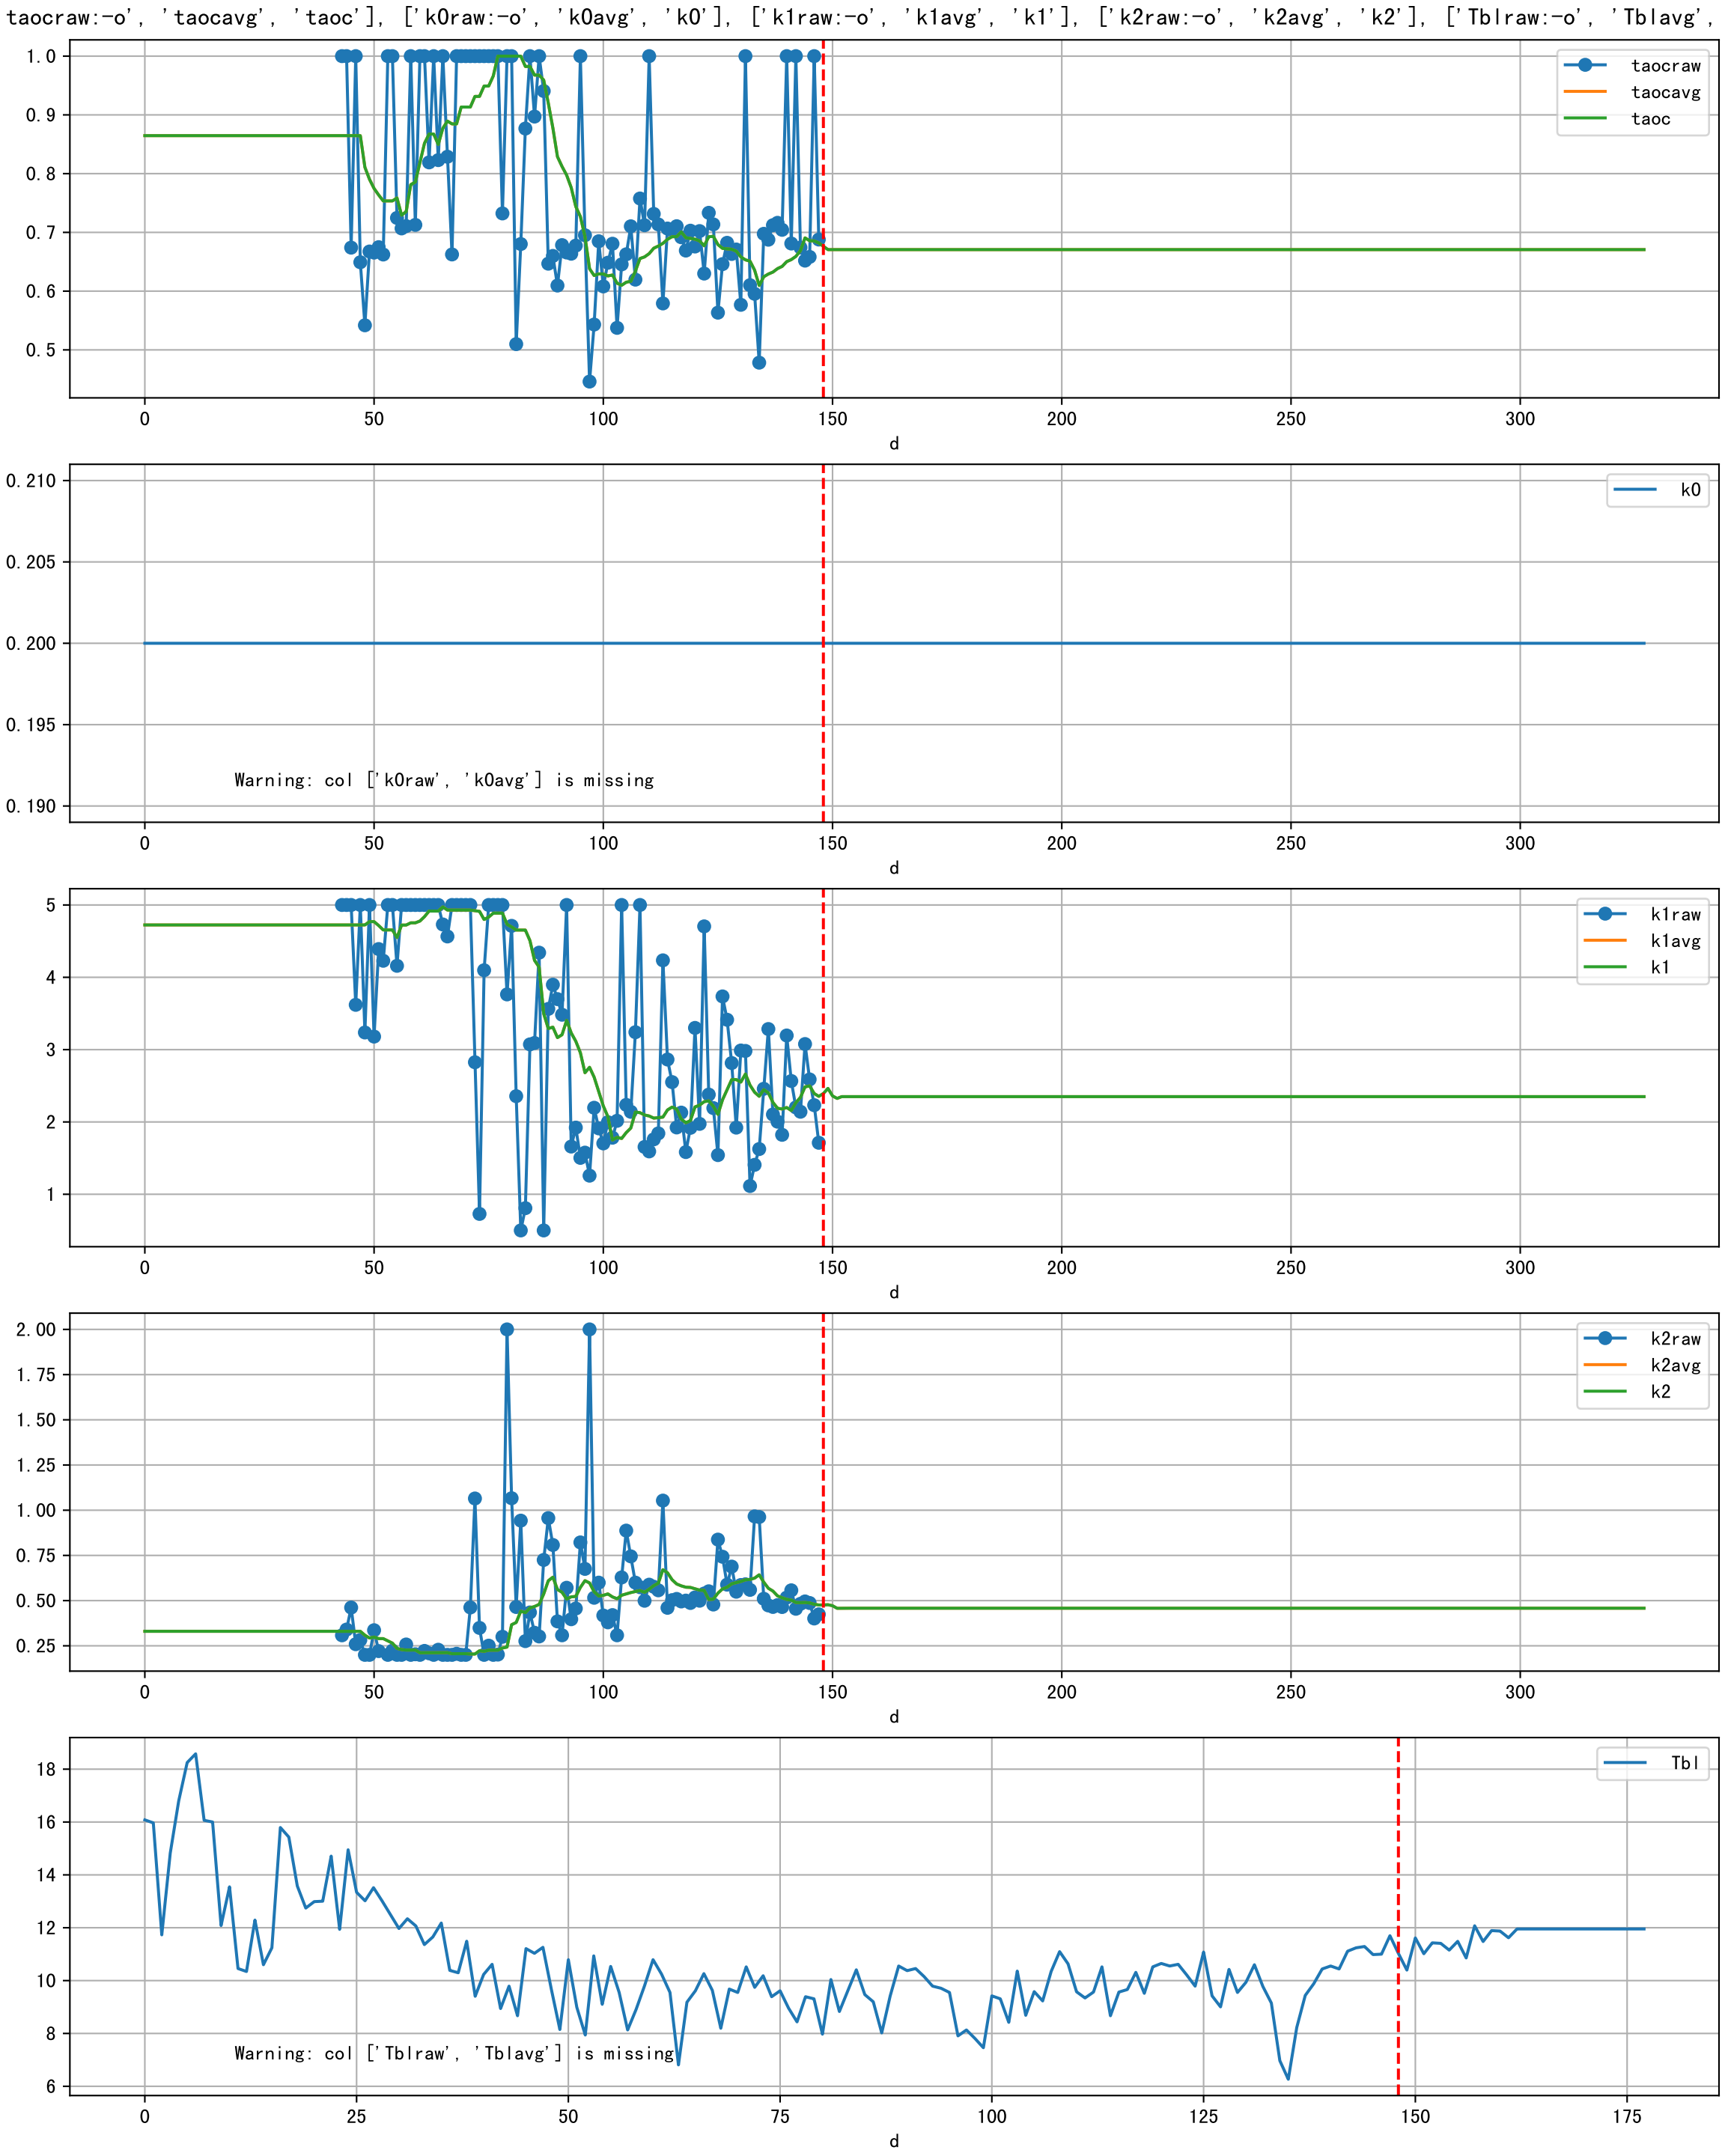 taocraw:-o', 'taocavg', 'taoc'], ['k0raw:-o', 'k0avg', 'k0'], ['k1raw:-o', 'k1avg', 'k1'], ['k2raw:-o', 'k2avg', 'k2'], ['Tblraw:-o', 'Tblavg',
1.0
0.9
0.8
0.7
0.6
0.5
taocraw
taocavg
taoc
0 50 100 150 200 250 300
d
0.210
0.205
0.200
0.195
0.190
k0
Warning: col ['k0raw', 'k0avg'] is missing
0 50 100 150 200 250 300
d
5
4
3
2
1
k1raw
k1avg
k1
0 50 100 150 200 250 300
d
2.00
1.75
1.50
1.25
1.00
0.75
0.50
0.25
k2raw
k2avg
k2
0 50 100 150 200 250 300
d
18
16
14
12
10
8
6
Tbl
Warning: col ['Tblraw', 'Tblavg'] is missing
0 25 50 75 100 125 150 175
d